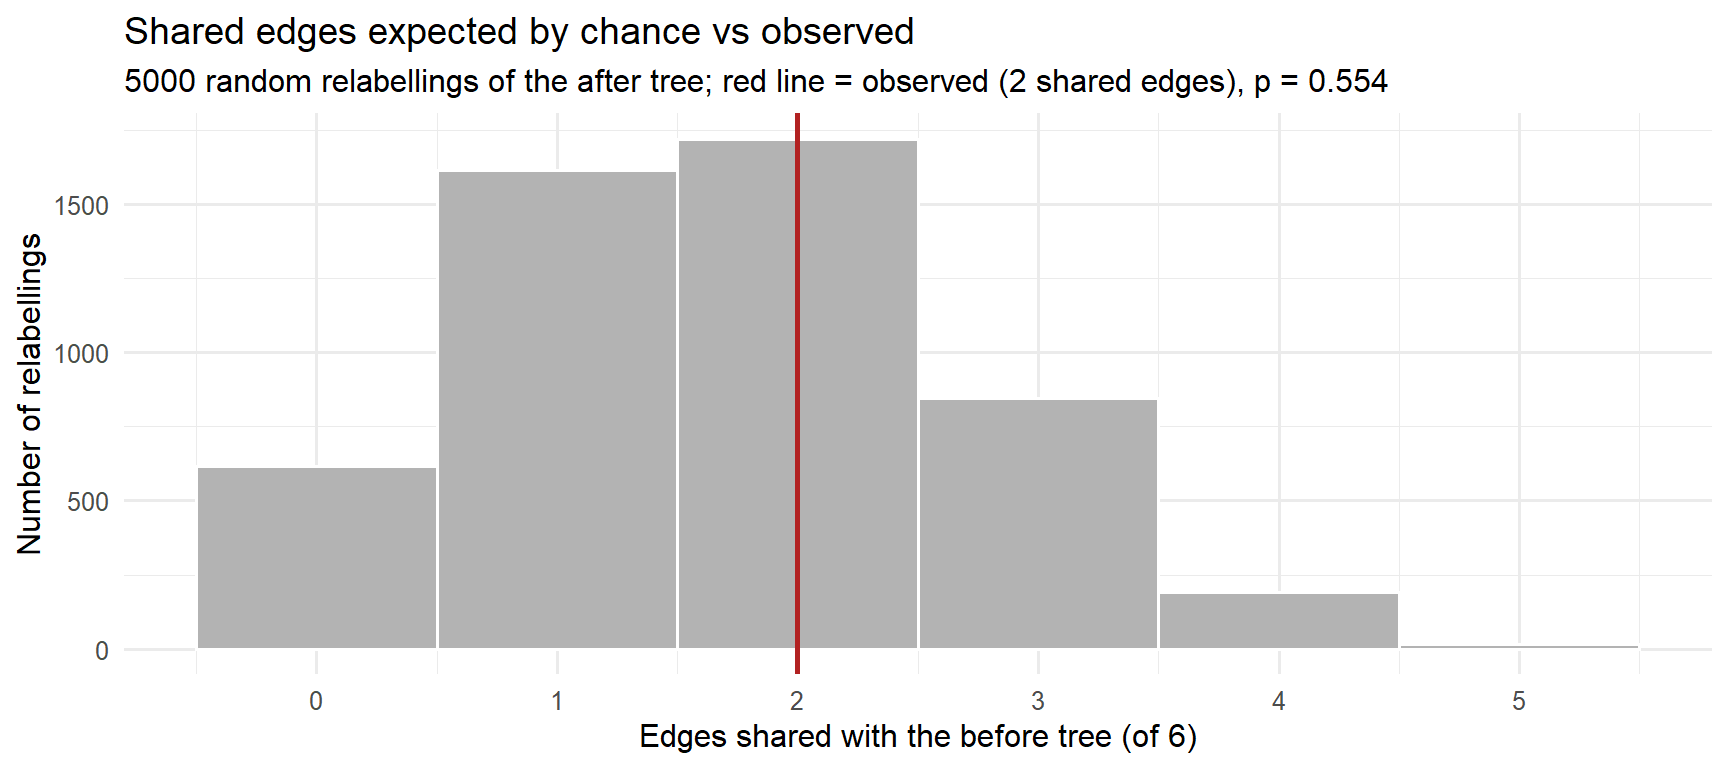 Shared edges expected by chance vs observed
5000 random relabellings of the after tree; red line = observed (2 shared edges), p = 0.554
Number of relabellings
1500
1000
500
0
0 1 2 3 4 5
Edges shared with the before tree (of 6)